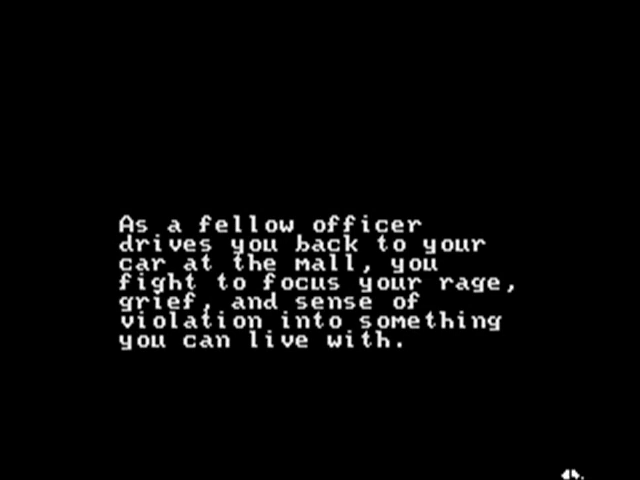 As a fellow officer
drives you back to your
car at the mall, you
fight to focus your rage,
grief, and sense of
violation into something
you can live with.